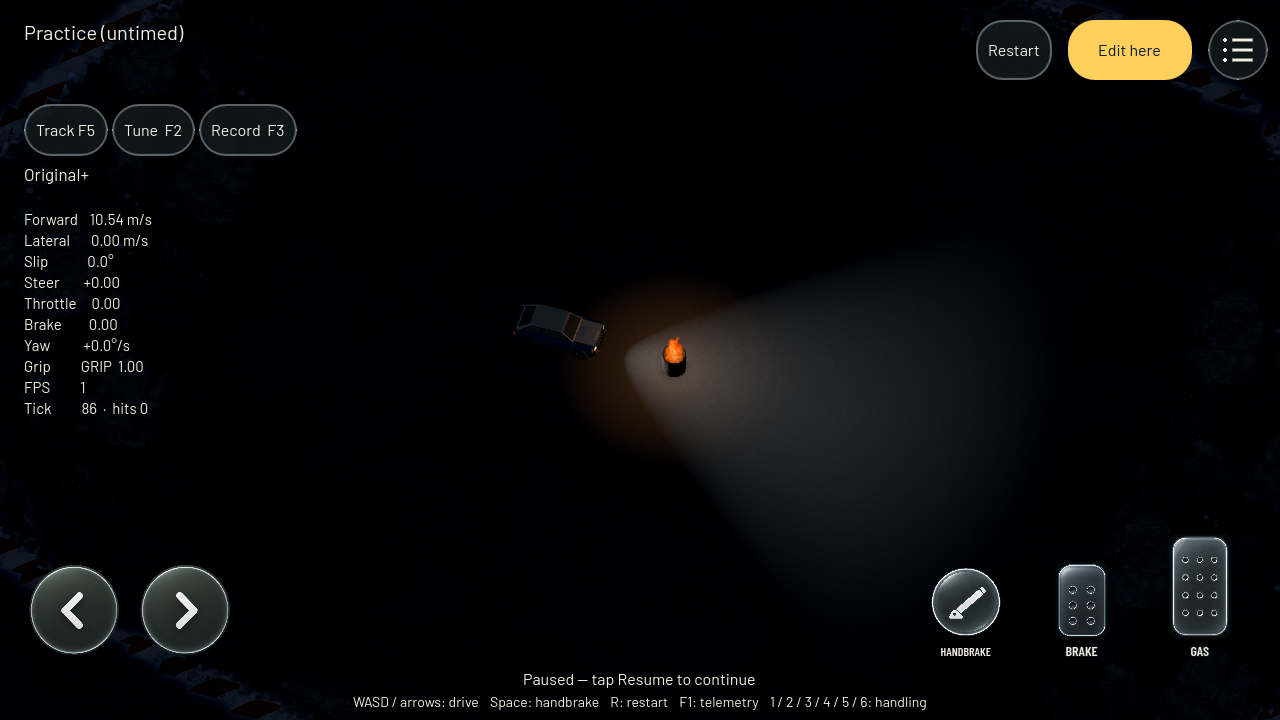 Practice (untimed)
Restart
Edit here
Track F5
Tune F2
Record F3
Original+
Forward 10.54 m/s
Lateral 0.00 m/s
Slip 0.0°
Steer +0.00
Throttle 0.00
Brake 0.00
Yaw +0.0°/s
Grip GRIP 1.00
FPS 1
Tick 86 · hits 0
HANDBRAKE
BRAKE
GAS
Paused — tap Resume to continue
WASD / arrows: drive Space: handbrake R: restart F1: telemetry 1 / 2 / 3 / 4 / 5 / 6: handling